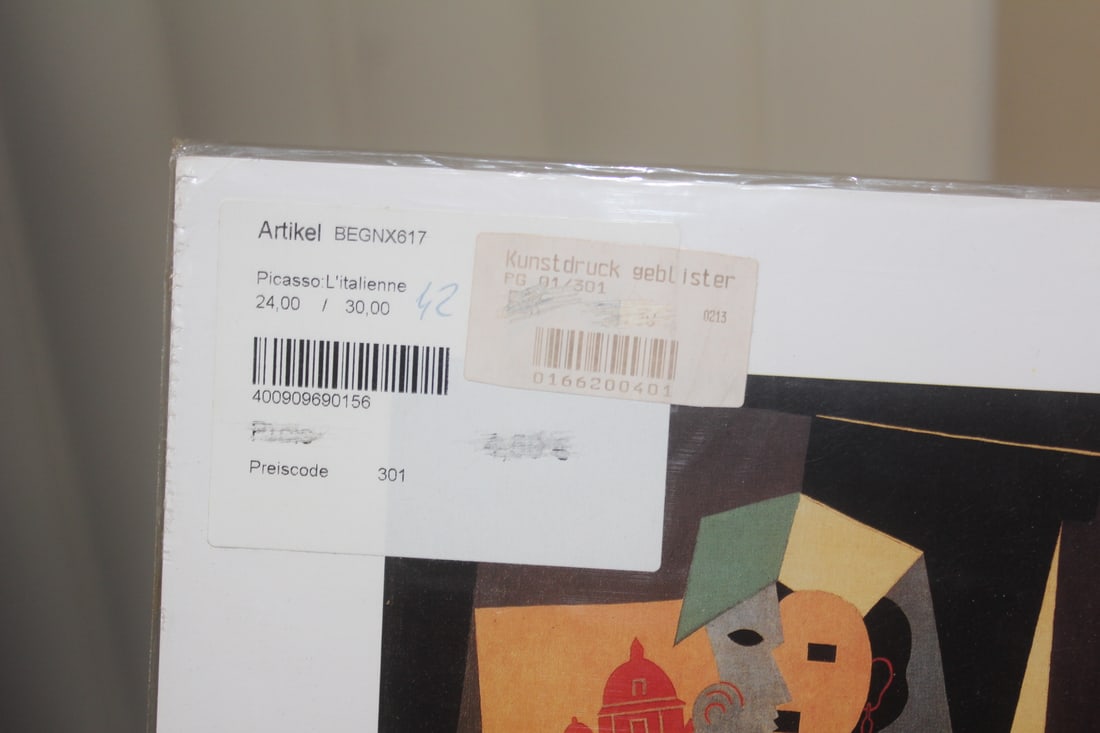 Artikel BEGNX617
Picasso:L'italienne
24,00 / 30,00
42
400909690156
Preiscode 301
Kunstdruck geblister
PG 01/301
0213
0166200401